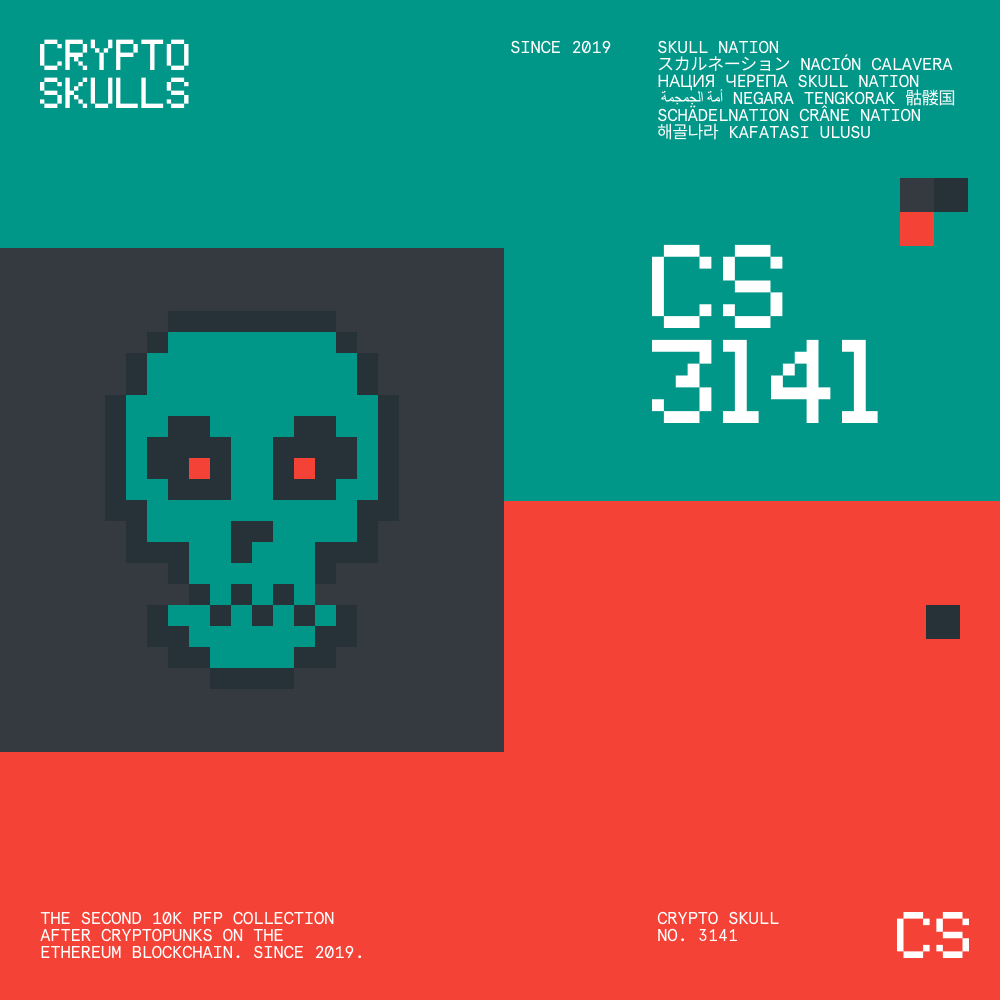 CRYPTO
SKULLS
SINCE 2019
SKULL NATION
スカルネーション NACIÓN CALAVERA
НАЦИЯ ЧЕРЕПА SKULL NATION
أمة الجمجمة NEGARA TENGKORAK 骷髅国
SCHÄDELNATION CRÂNE NATION
해골나라 KAFATASI ULUSU
CS
3141
THE SECOND 10K PFP COLLECTION
AFTER CRYPTOPUNKS ON THE
ETHEREUM BLOCKCHAIN. SINCE 2019.
CRYPTO SKULL
NO. 3141
CS